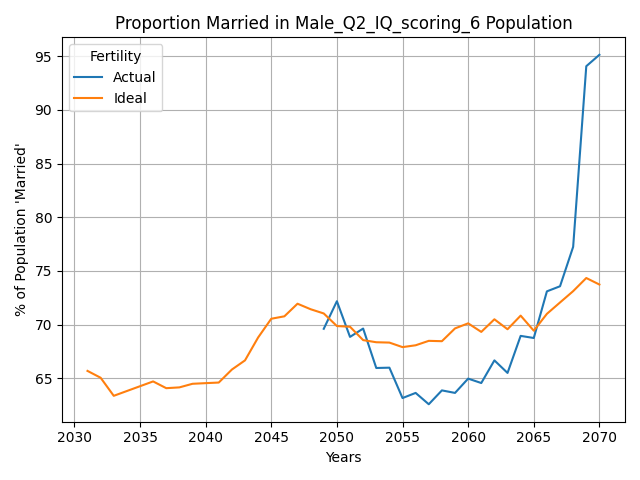 Proportion Married in Male_Q2_IQ_scoring_6 Population
% of Population 'Married'
95
90
85
80
75
70
65
Fertility
Actual
Ideal
2030 2035 2040 2045 2050 2055 2060 2065 2070
Years